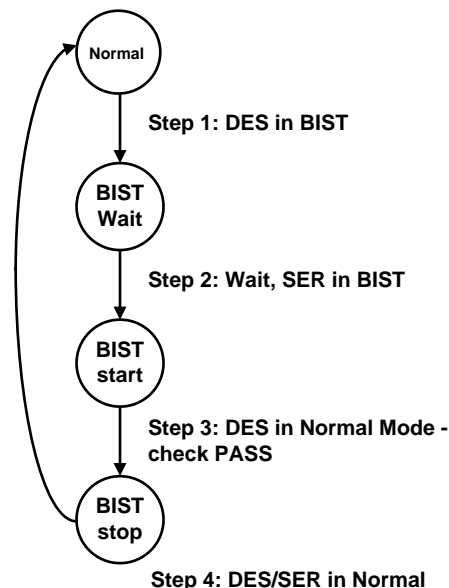 Normal
Step 1: DES in BIST
BIST
Wait
Step 2: Wait, SER in BIST
BIST
start
Step 3: DES in Normal Mode -
check PASS
BIST
stop
Step 4: DES/SER in Normal